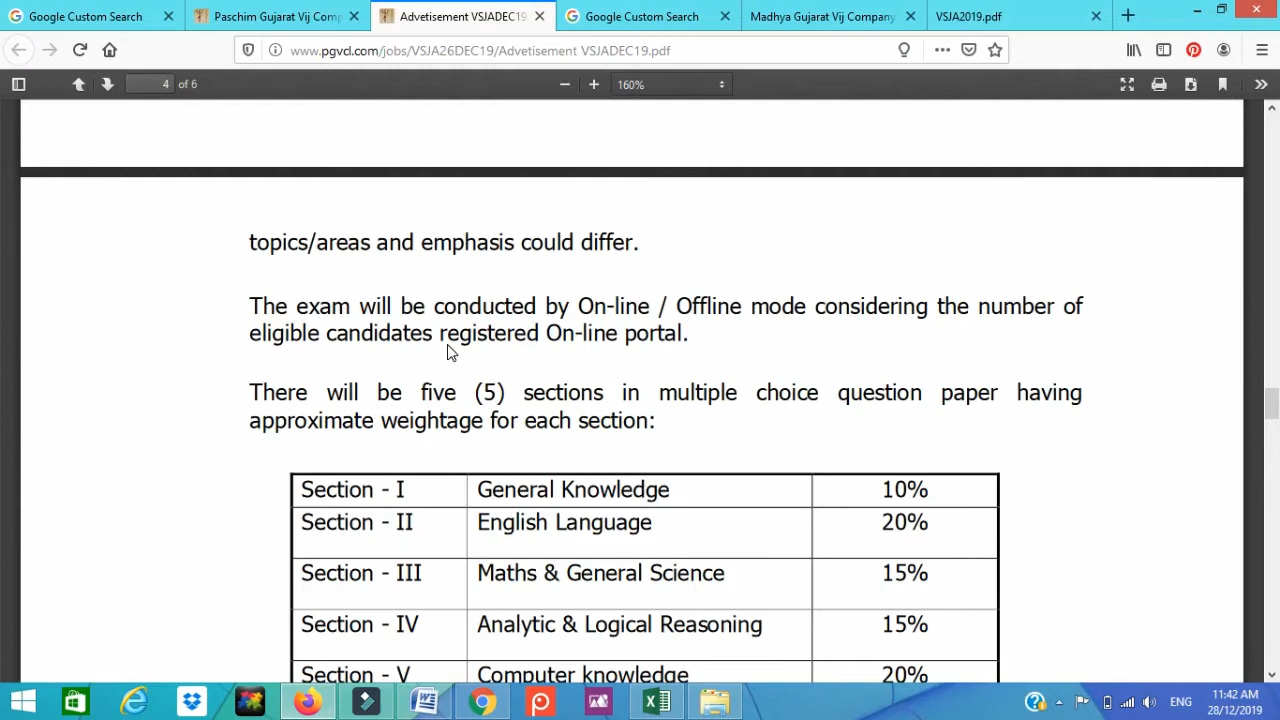 Google Custom Search
Paschim Gujarat Vij Comp
Advetisement VSJADEC19
Google Custom Search
Madhya Gujarat Vij Company
VSJA2019.pdf
www.pgvcl.com/jobs/VSJA26DEC19/Advetisement VSJADEC19.pdf
4 of 6
160%
topics/areas and emphasis could differ.
The exam will be conducted by On-line / Offline mode considering the number of
eligible candidates registered On-line portal.
There will be five (5) sections in multiple choice question paper having
approximate weightage for each section:
Section - I General Knowledge 10%
Section - II English Language 20%
Section - III Maths & General Science 15%
Section - IV Analytic & Logical Reasoning 15%
Section - V Computer knowledge 20%
ENG
11:42 AM
28/12/2019